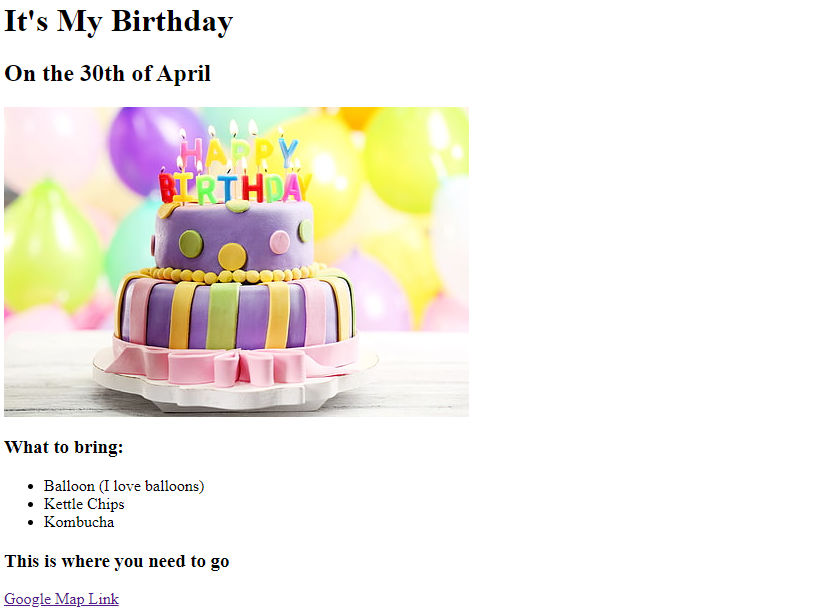 It's My Birthday
On the 30th of April
HAPPY
BIRTHDAY
What to bring:
Balloon (I love balloons)
Kettle Chips
Kombucha
This is where you need to go
Google Map Link